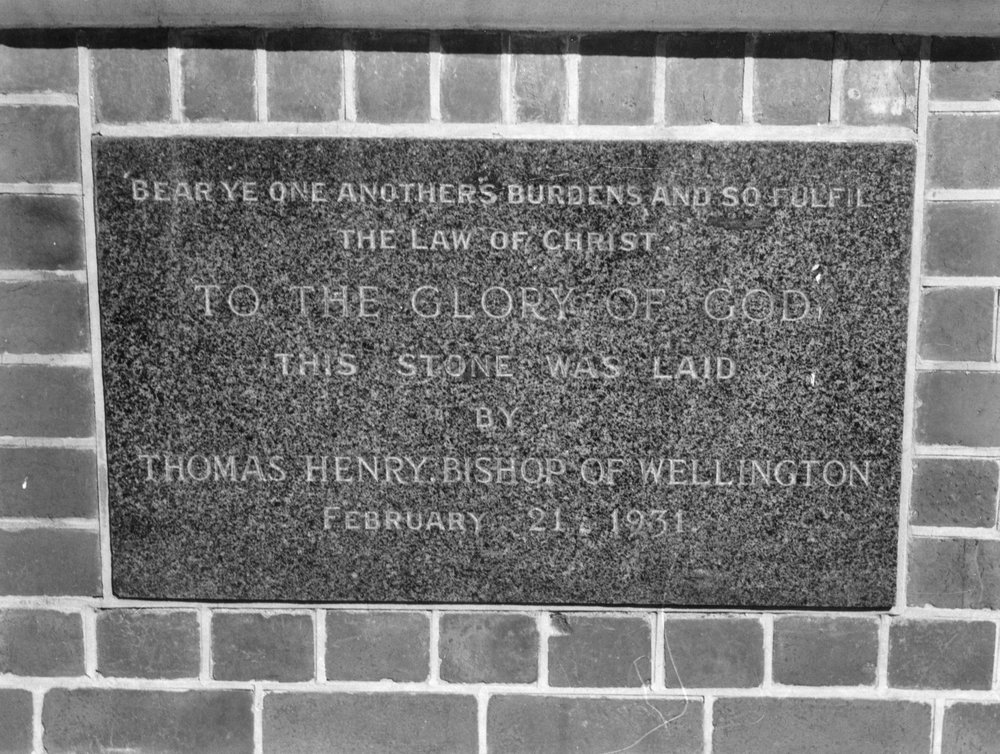 BEAR YE ONE ANOTHERS BURDENS AND SO FULFIL
THE LAW OF CHRIST.
TO THE GLORY OF GOD
THIS STONE WAS LAID
BY
THOMAS HENRY. BISHOP OF WELLINGTON
FEBRUARY 21. 1931.